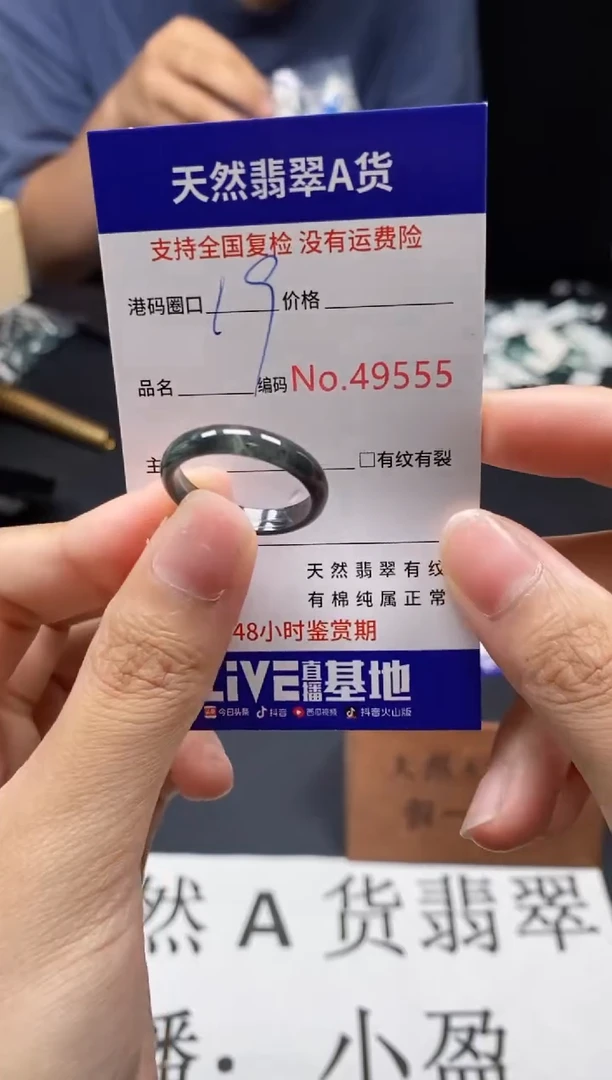 天然翡翠A货
支持全国复检 没有运费险
港码圈口 19 价格
品名 编码 No.49555
主 □有纹有裂
天然翡翠有纹
有棉纯属正常
48小时鉴赏期
LiVE直播基地
今日头条 抖音 西瓜视频 抖音火山版
然A货翡翠
播：小盈